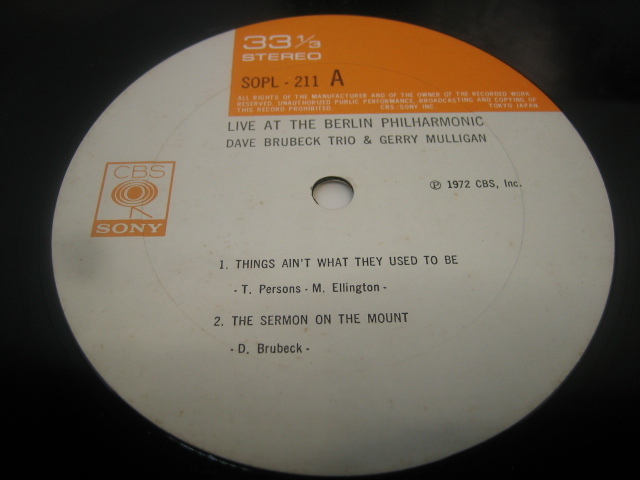 33 1/3
STEREO
SOPL - 211 A
ALL RIGHTS OF THE MANUFACTURER AND OF THE OWNER OF THE RECORDED WORK
RESERVED. UNAUTHORIZED PUBLIC PERFORMANCE, BROADCASTING AND COPYING OF
THIS RECORD PROHIBITED. CBS/SONY INC. TOKYO JAPAN
LIVE AT THE BERLIN PHILHARMONIC
DAVE BRUBECK TRIO & GERRY MULLIGAN
CBS
SONY
℗ 1972 CBS, Inc.
1. THINGS AIN'T WHAT THEY USED TO BE
- T. Persons - M. Ellington -
2. THE SERMON ON THE MOUNT
- D. Brubeck -